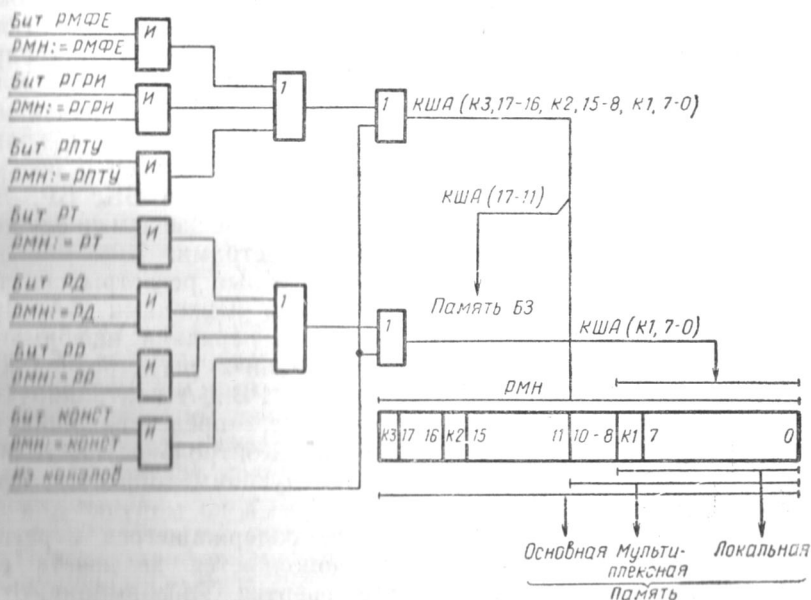 Бит РМФЕ
И
РМН:=РМФЕ
Бит РГРИ
И
РМН:=РГРИ
Бит РПТУ
И
РМН:=РПТУ
1
1
КША (К3,17-16, К2,15-8, К1, 7-0)
КША (17-11)
Память БЗ
Бит РТ
И
РМН:= РТ
Бит РД
И
РМН:=РД
Бит РР
И
РМН:= РР
Бит КОНСТ
И
РМН:=КОНСТ
Из каналов
1
1
КША (К1, 7-0)
РМН
К3 17 16 К2 15 11 10-8 К1 7 0
Основная Мульти- Локальная
плексная
Память